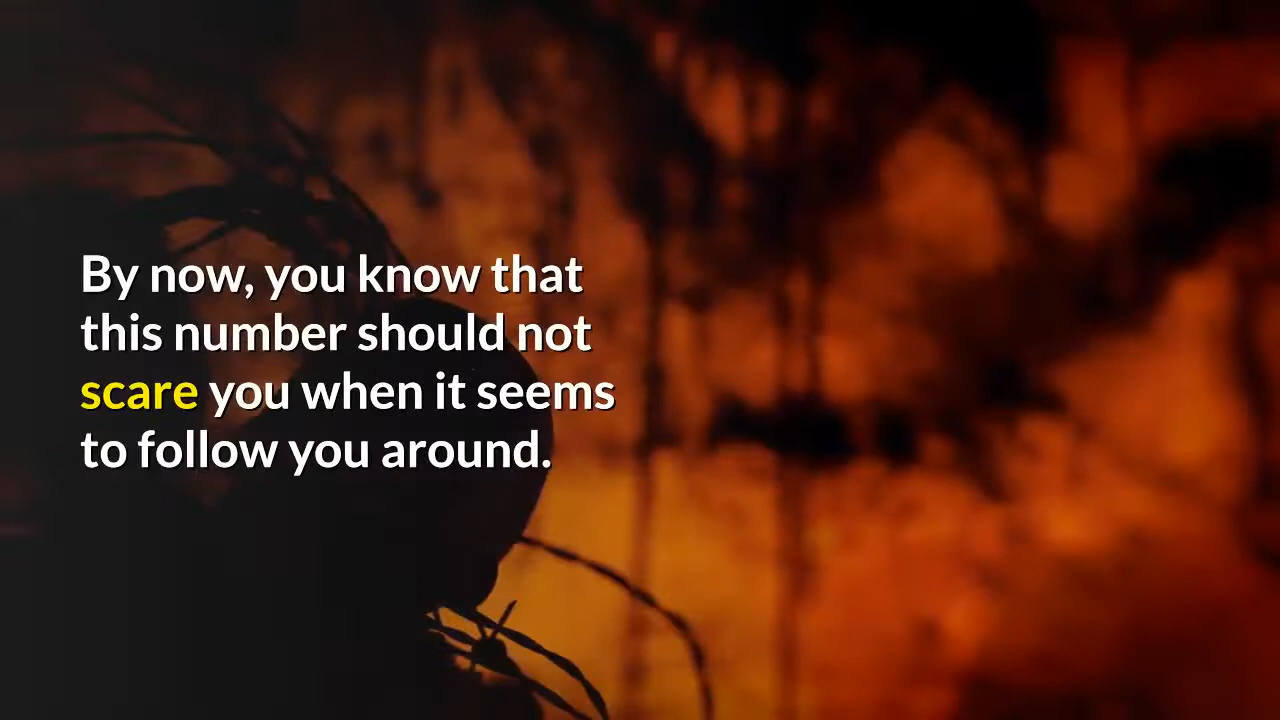 By now, you know that
this number should not
scare you when it seems
to follow you around.